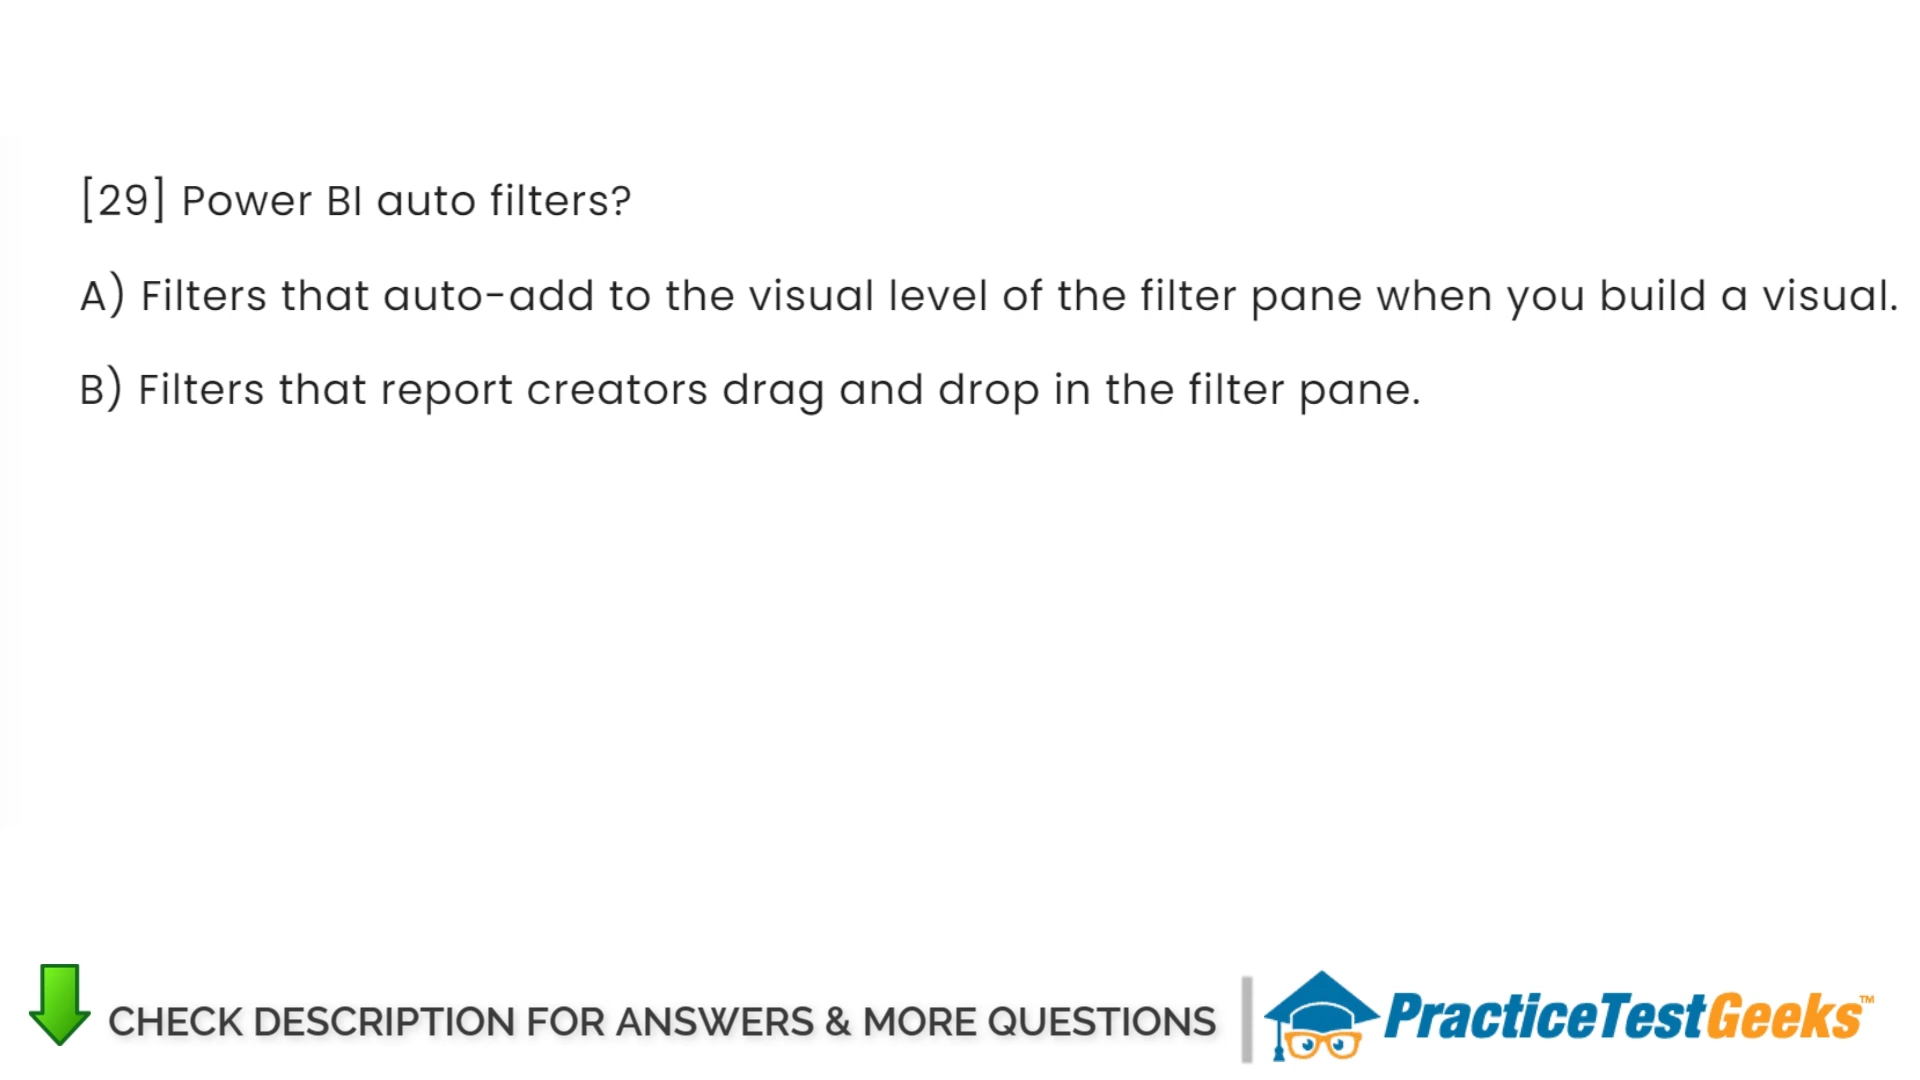 [29] Power BI auto filters?
A) Filters that auto-add to the visual level of the filter pane when you build a visual.
B) Filters that report creators drag and drop in the filter pane.
CHECK DESCRIPTION FOR ANSWERS & MORE QUESTIONS
PracticeTestGeeks™